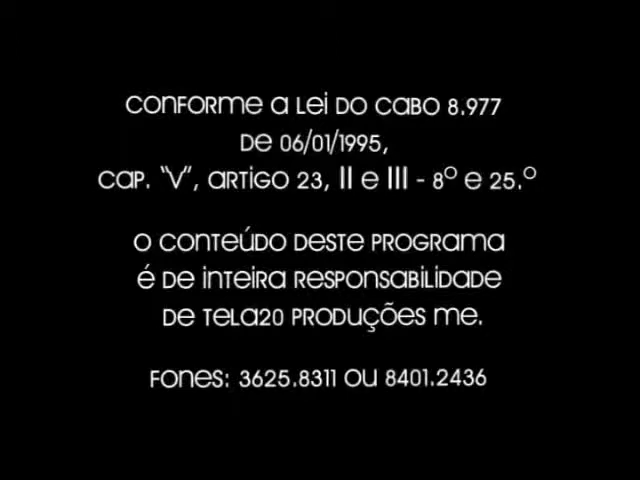 conforme a lei do cabo 8.977
de 06/01/1995,
cap. "V", artigo 23, II e III - 8º e 25.º
o conteúdo deste programa
é de inteira responsabilidade
de tela20 produções me.
fones: 3625.8311 ou 8401.2436